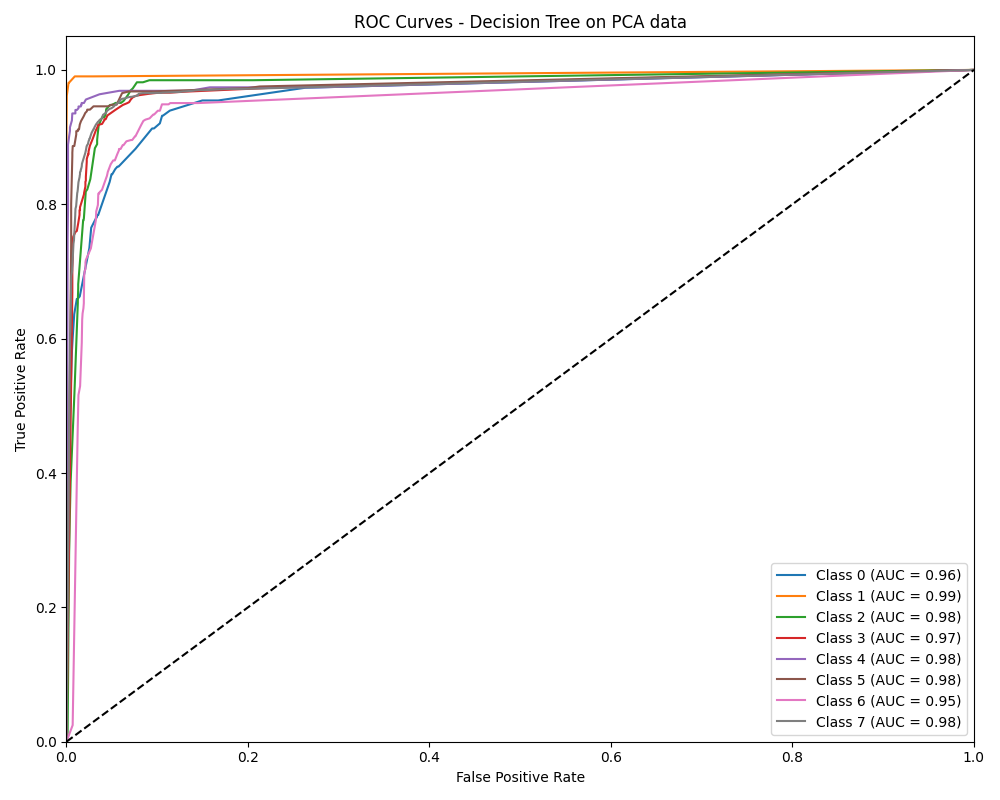 ROC Curves - Decision Tree on PCA data
True Positive Rate
1.0
0.8
0.6
0.4
0.2
0.0
0.0 0.2 0.4 0.6 0.8 1.0
False Positive Rate
Class 0 (AUC = 0.96)
Class 1 (AUC = 0.99)
Class 2 (AUC = 0.98)
Class 3 (AUC = 0.97)
Class 4 (AUC = 0.98)
Class 5 (AUC = 0.98)
Class 6 (AUC = 0.95)
Class 7 (AUC = 0.98)